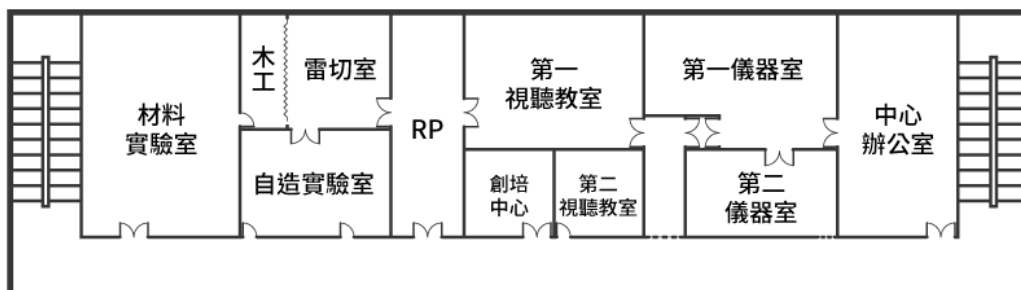 材料
實驗室
木
工
雷切室
自造實驗室
RP
第一
視聽教室
創培
中心
第二
視聽教室
第一儀器室
第二
儀器室
中心
辦公室